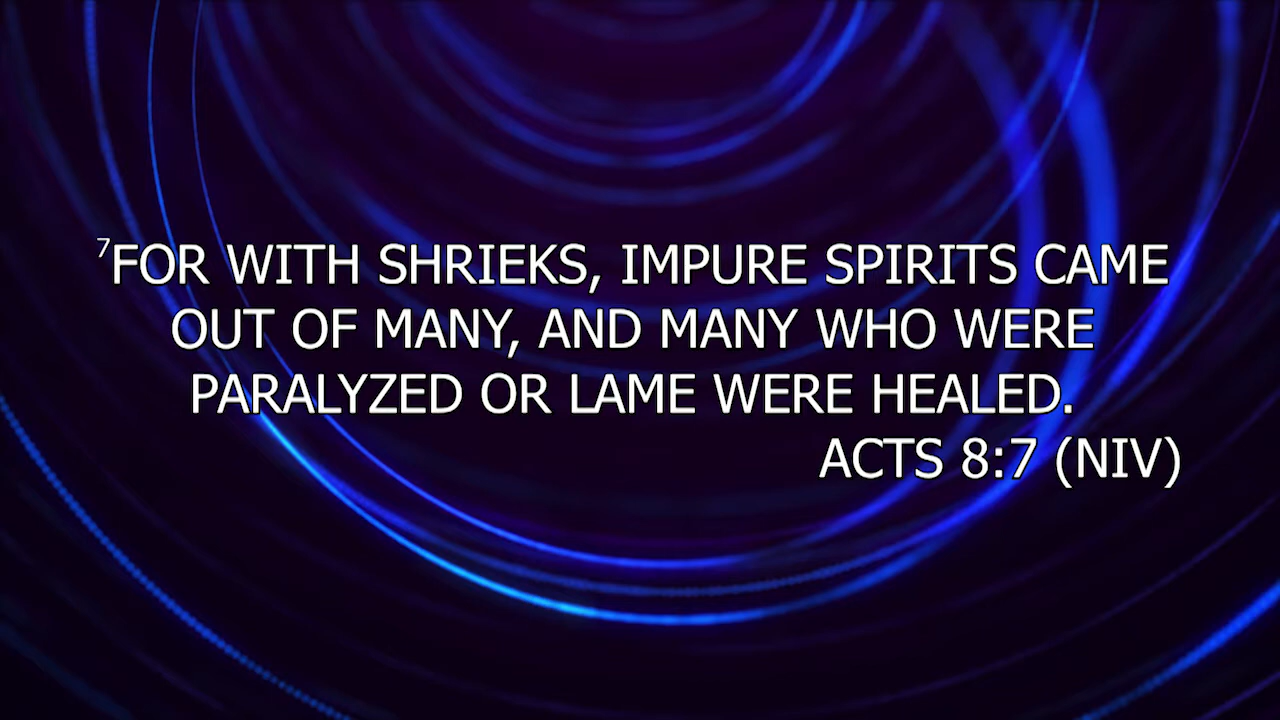 ⁷FOR WITH SHRIEKS, IMPURE SPIRITS CAME
OUT OF MANY, AND MANY WHO WERE
PARALYZED OR LAME WERE HEALED.
ACTS 8:7 (NIV)